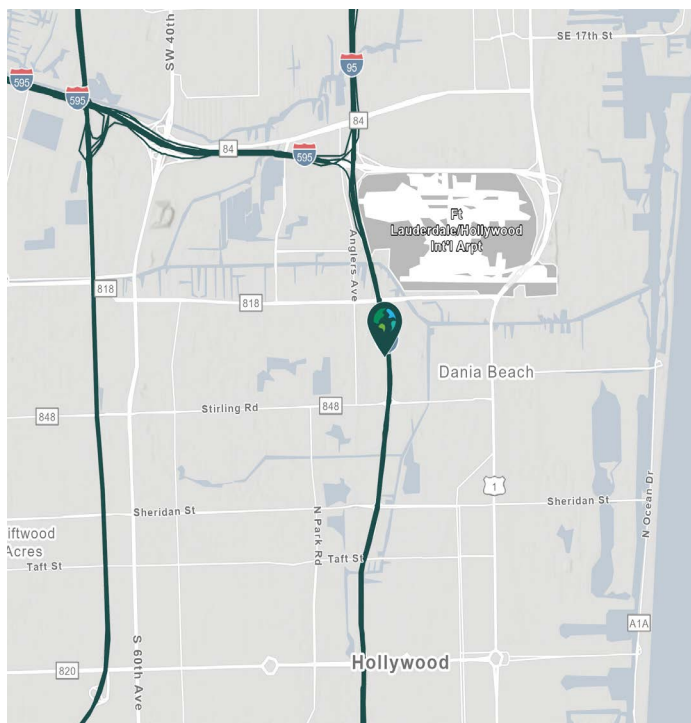 SE 17th St
SW 40th
95
595
595
84
84
595
Ft
Lauderdale/Hollywood
Int'l Arpt
Anglers Ave
818
818
Dania Beach
848
Stirling Rd
848
1
N Ocean Dr
Sheridan St
Sheridan St
N Park Rd
iftwood
Acres
Taft St
Taft St
A1A
S 60th Ave
820
Hollywood